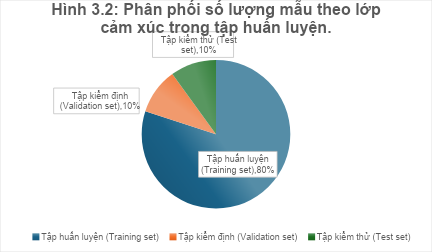 Hình 3.2: Phân phối số lượng mẫu theo lớp
cảm xúc trong tập huấn luyện.
Tập kiểm thử (Test
set),10%
Tập kiểm định
(Validation set),10%
Tập huấn luyện
(Training set),80%
Tập huấn luyện (Training set) Tập kiểm định (Validation set) Tập kiểm thử (Test set)